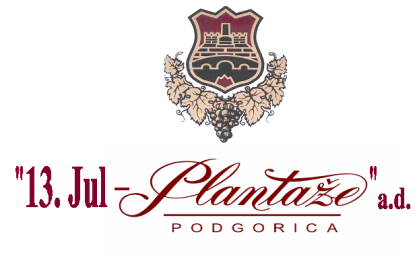 "13. Jul – Plantaže" a.d.
PODGORICA